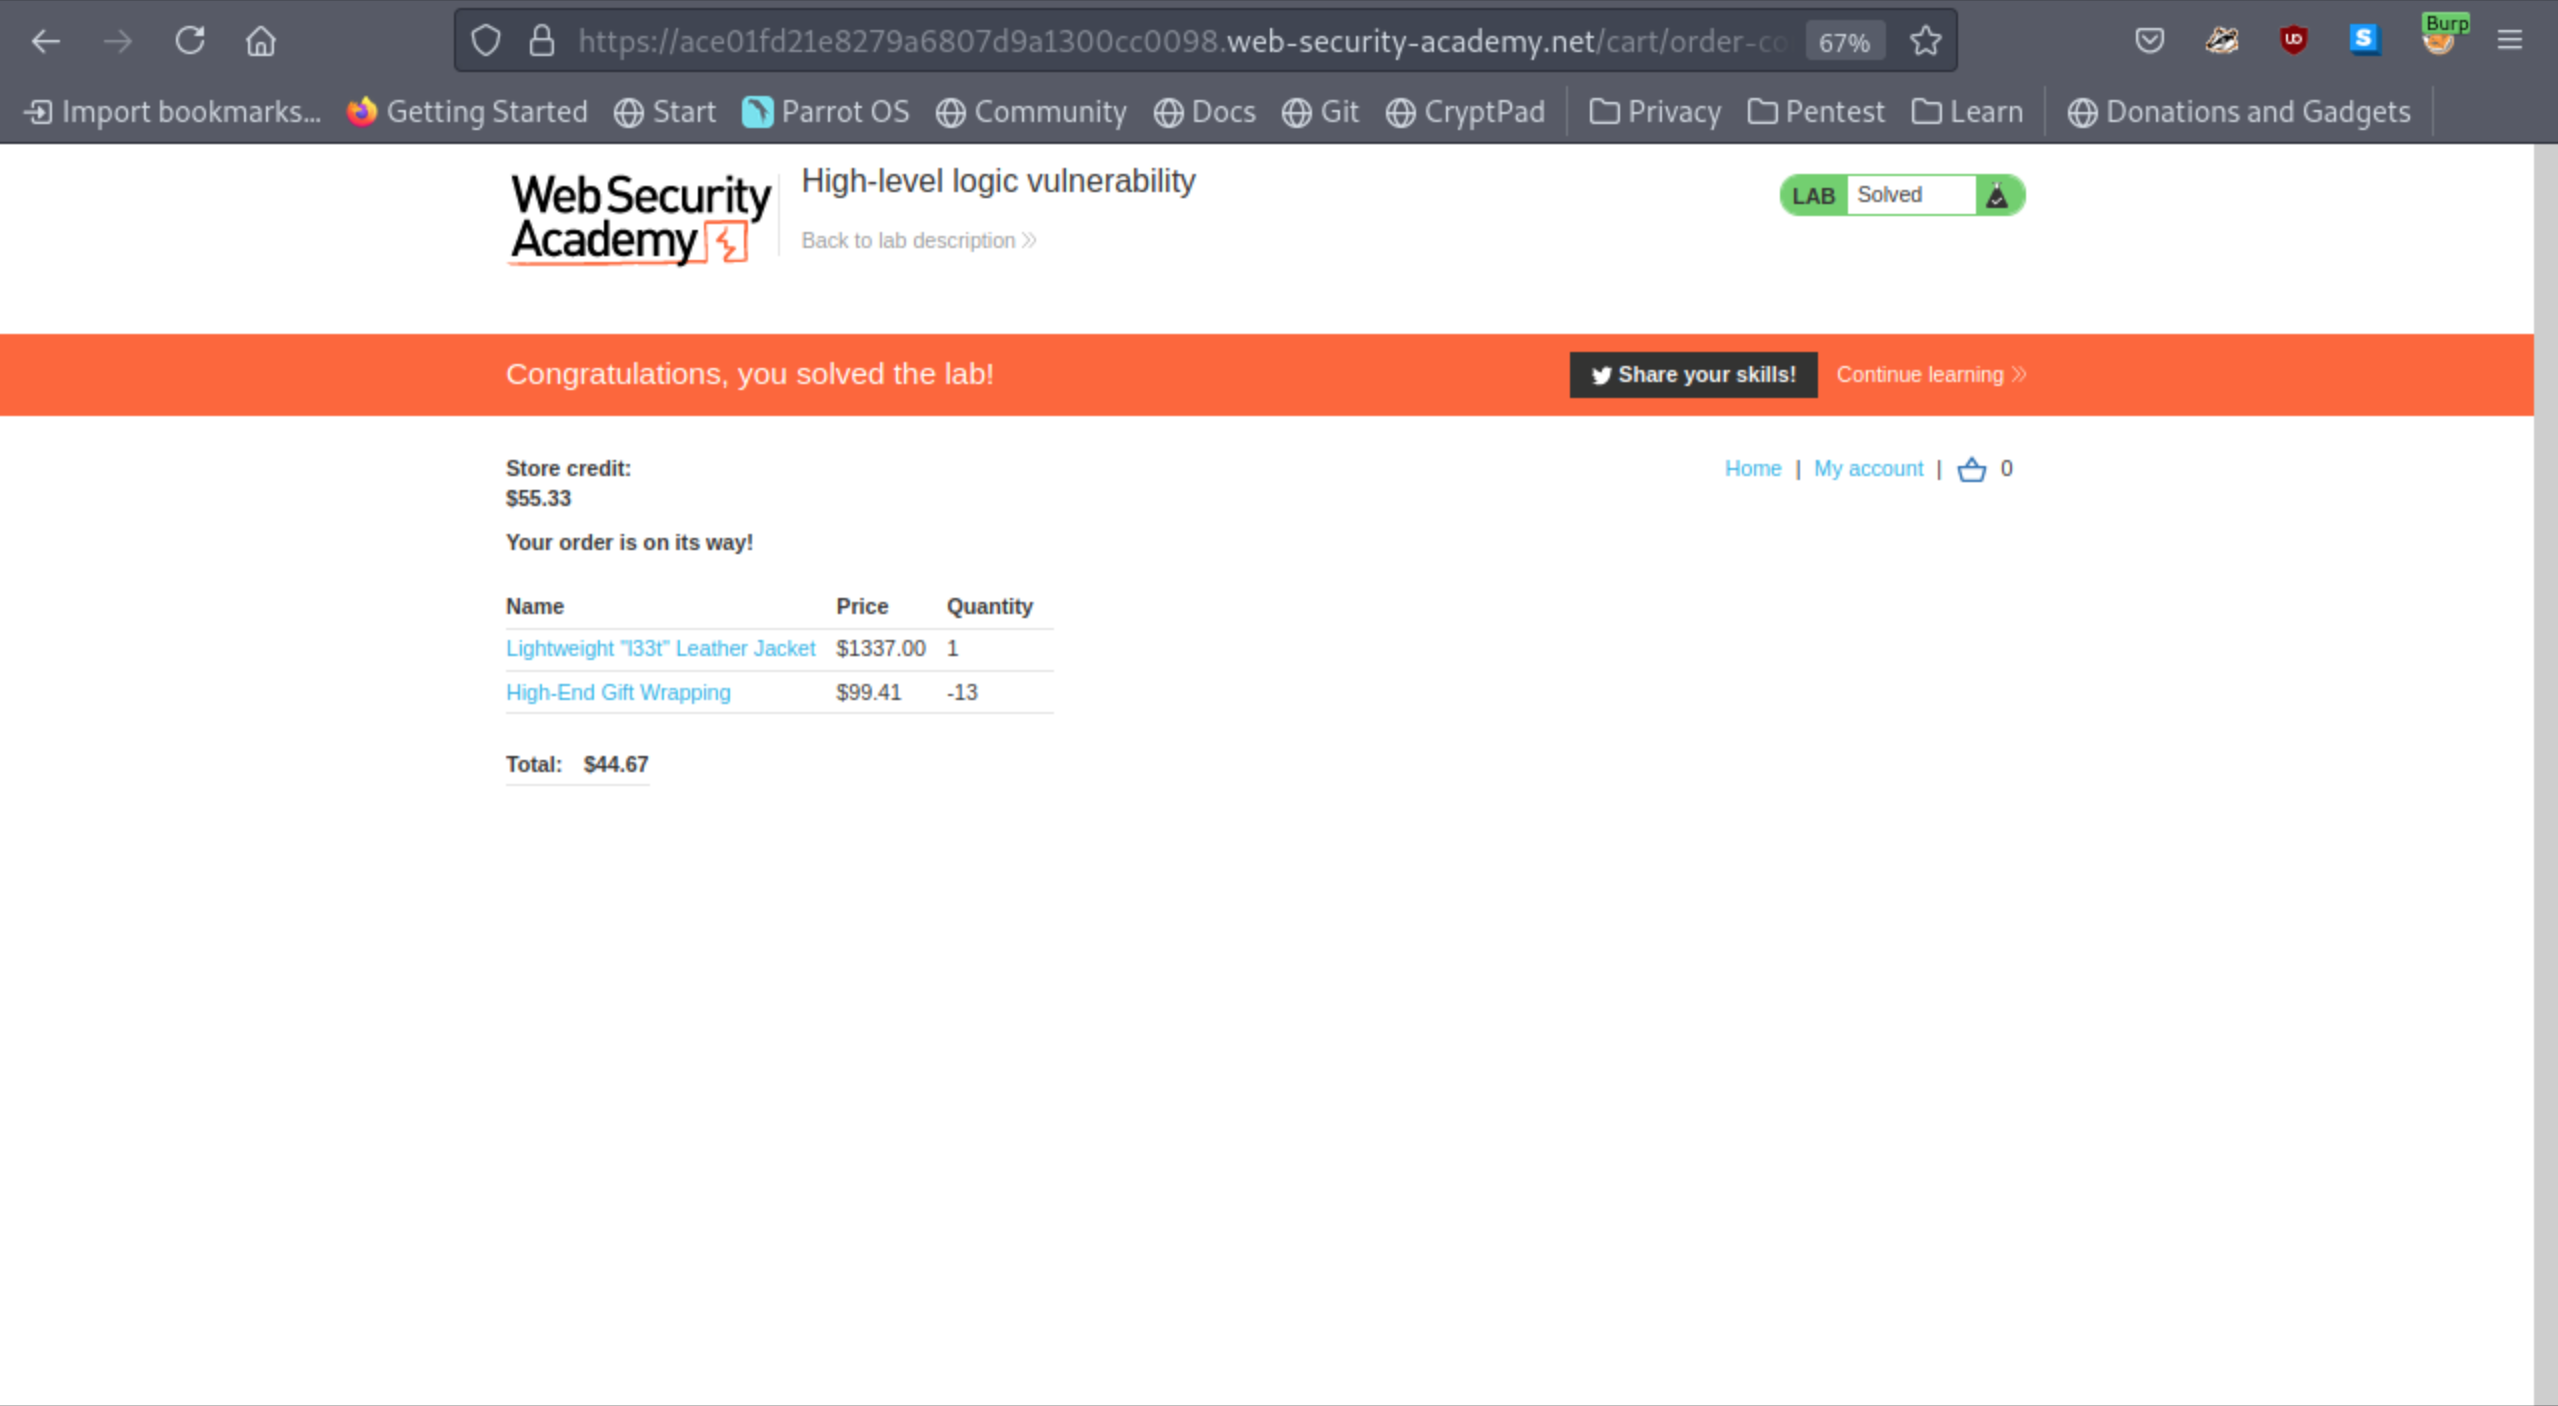 Burp
https://ace01fd21e8279a6807d9a1300cc0098.web-security-academy.net/cart/order-co 67%
Import bookmarks... Getting Started Start Parrot OS Community Docs Git CryptPad Privacy Pentest Learn Donations and Gadgets
Web Security Academy
High-level logic vulnerability
LAB Solved
Back to lab description
Congratulations, you solved the lab! Share your skills! Continue learning
Store credit: Home | My account | 0
$55.33
Your order is on its way!
Name Price Quantity
Lightweight "l33t" Leather Jacket $1337.00 1
High-End Gift Wrapping $99.41 -13
Total: $44.67